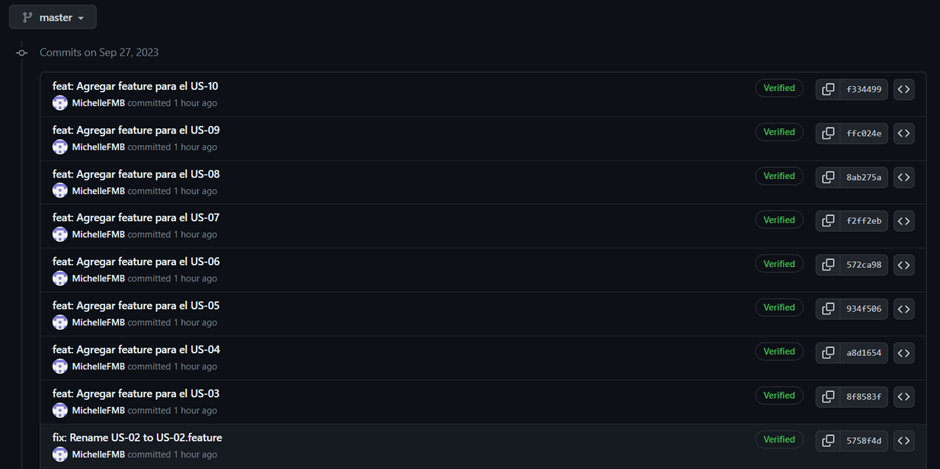 master
Commits on Sep 27, 2023
feat: Agregar feature para el US-10
Verified
f334499
MichelleFMB committed 1 hour ago
feat: Agregar feature para el US-09
Verified
ffc024e
MichelleFMB committed 1 hour ago
feat: Agregar feature para el US-08
Verified
8ab275a
MichelleFMB committed 1 hour ago
feat: Agregar feature para el US-07
Verified
f2ff2eb
MichelleFMB committed 1 hour ago
feat: Agregar feature para el US-06
Verified
572ca98
MichelleFMB committed 1 hour ago
feat: Agregar feature para el US-05
Verified
934f506
MichelleFMB committed 1 hour ago
feat: Agregar feature para el US-04
Verified
a8d1654
MichelleFMB committed 1 hour ago
feat: Agregar feature para el US-03
Verified
8f8583f
MichelleFMB committed 1 hour ago
fix: Rename US-02 to US-02.feature
Verified
5758f4d
MichelleFMB committed 1 hour ago